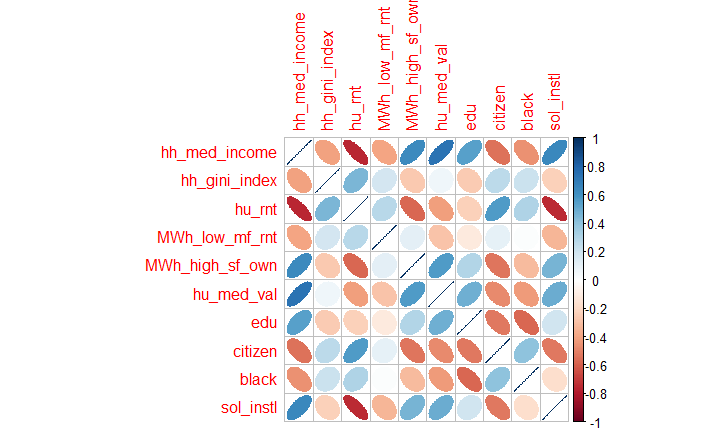 hh_med_income
hh_gini_index
hu_rnt
MWh_low_mf_rnt
MWh_high_sf_own
hu_med_val
edu
citizen
black
sol_instl
hh_med_income
hh_gini_index
hu_rnt
MWh_low_mf_rnt
MWh_high_sf_own
hu_med_val
edu
citizen
black
sol_instl
1
0.8
0.6
0.4
0.2
0
-0.2
-0.4
-0.6
-0.8
-1